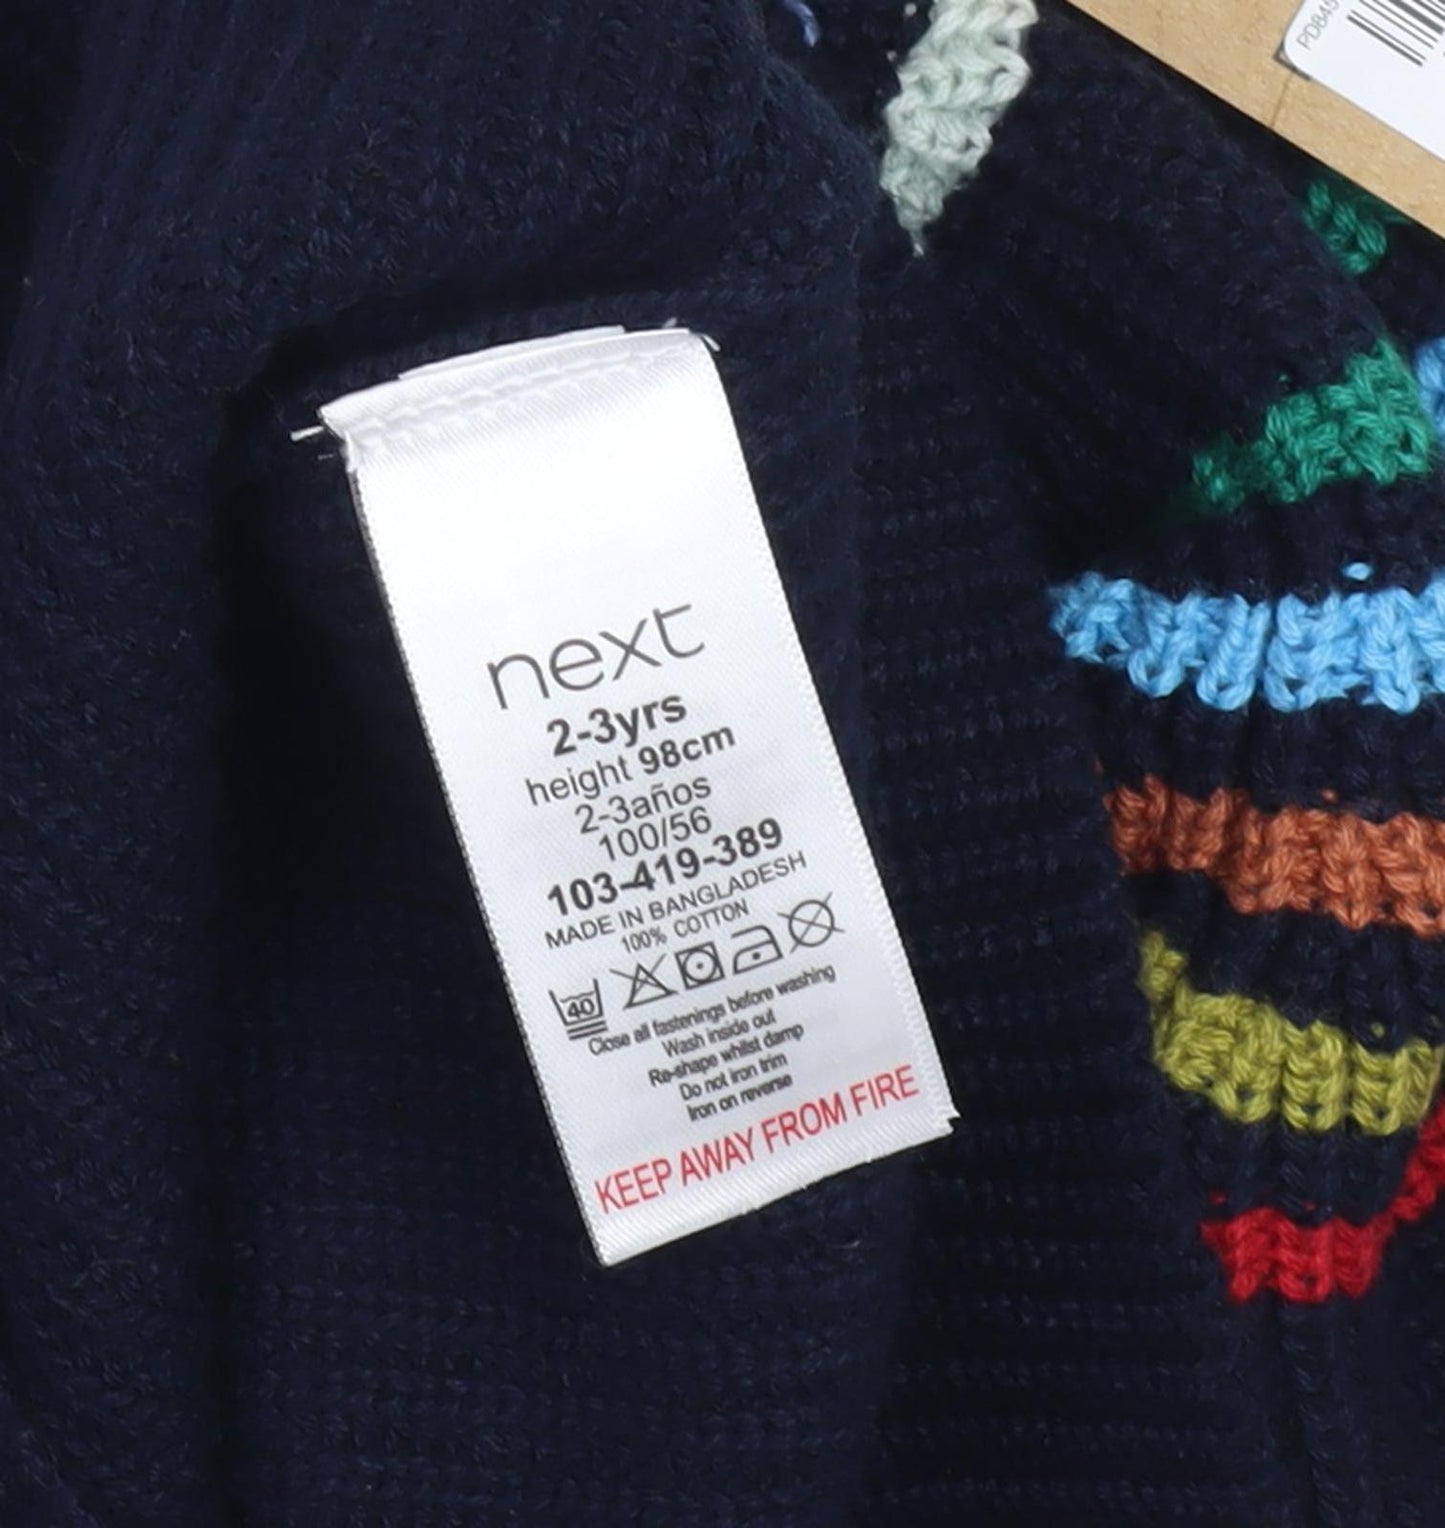 PD845
next
2-3yrs
height 98cm
2-3años
100/56
103-419-389
MADE IN BANGLADESH
100% COTTON
40
Close all fastenings before washing
Wash inside out
Re-shape whilst damp
Do not iron trim
Iron on reverse
KEEP AWAY FROM FIRE